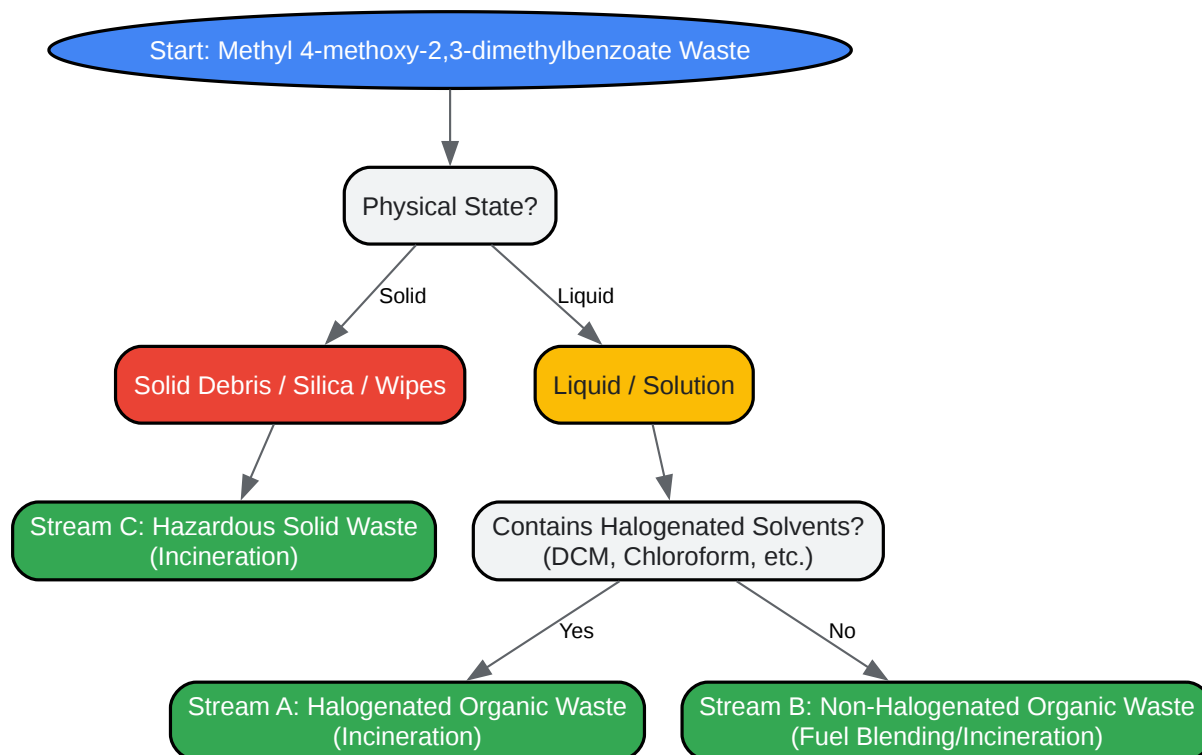 Start: Methyl 4-methoxy-2,3-dimethylbenzoate Waste
Physical State?
Solid
Liquid
Solid Debris / Silica / Wipes
Liquid / Solution
Stream C: Hazardous Solid Waste
(Incineration)
Contains Halogenated Solvents?
(DCM, Chloroform, etc.)
Yes
No
Stream A: Halogenated Organic Waste
(Incineration)
Stream B: Non-Halogenated Organic Waste
(Fuel Blending/Incineration)